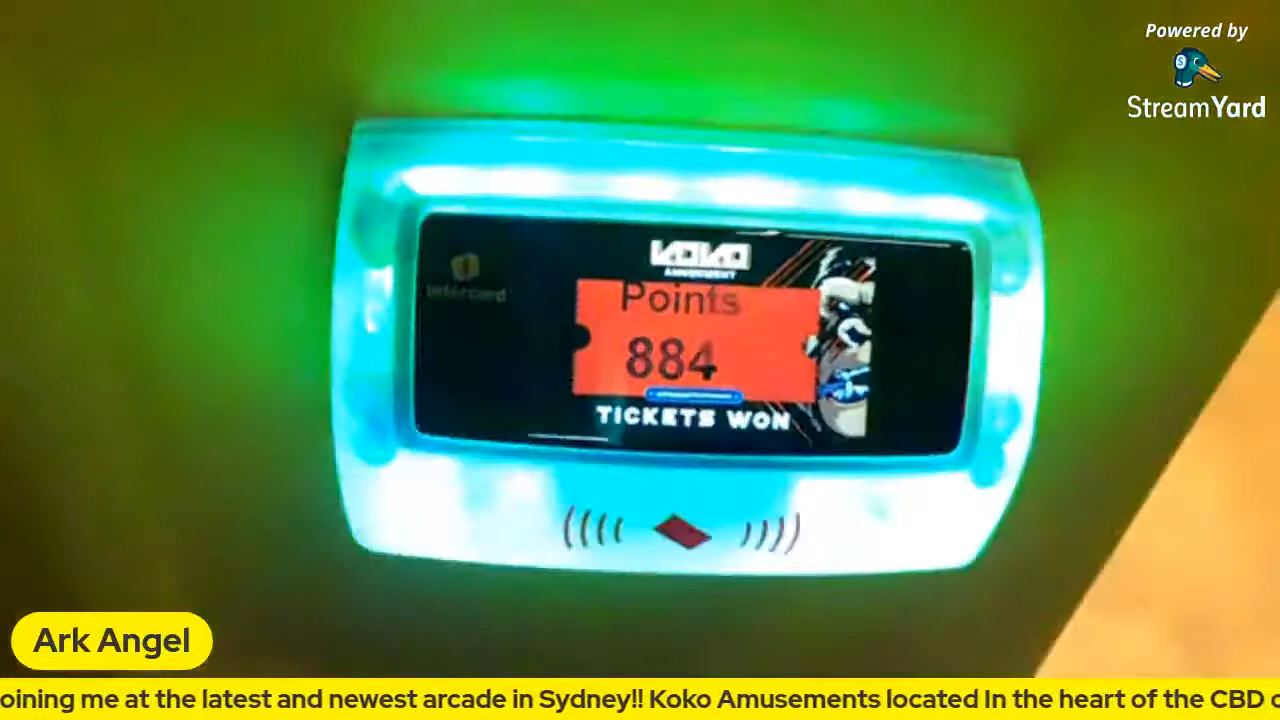 Powered by
StreamYard
KOKO
AMUSEMENT
intercard
Points
884
TICKETS WON
Ark Angel
oining me at the latest and newest arcade in Sydney!! Koko Amusements located In the heart of the CBD